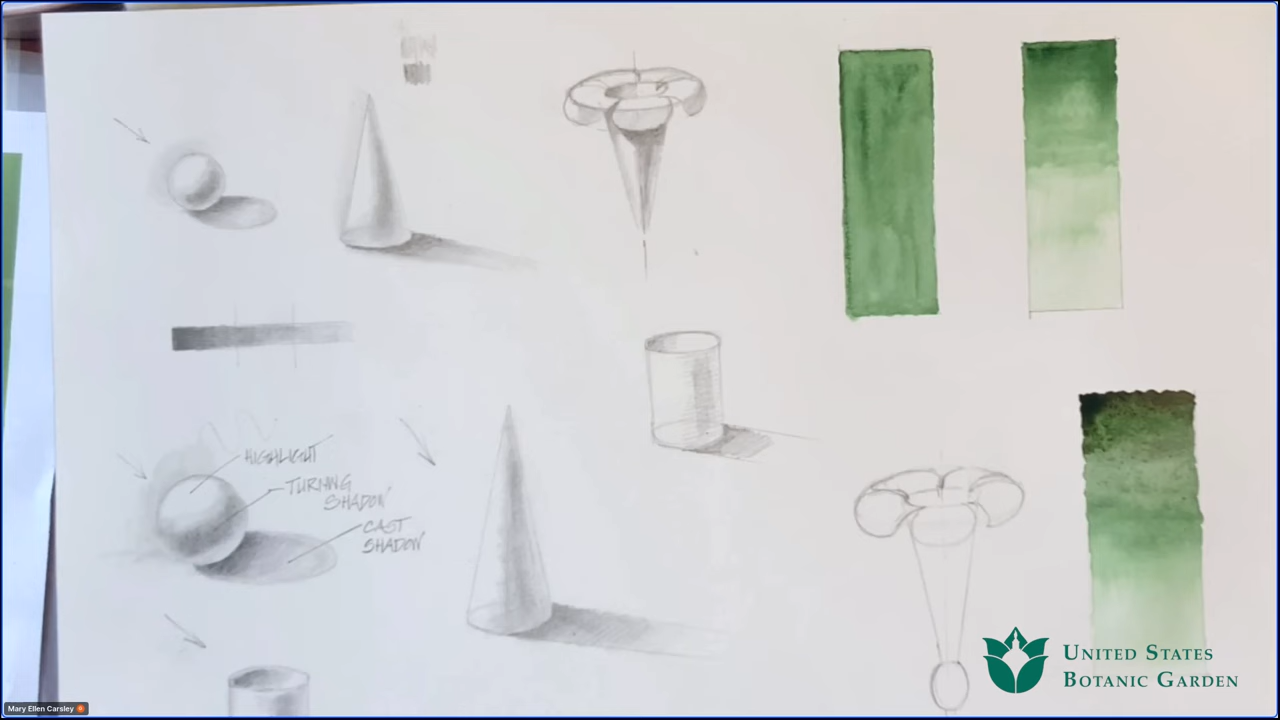 HIGHLIGHT
TURNING
SHADOW
CAST
SHADOW
UNITED STATES
BOTANIC GARDEN
Mary Ellen Carsley